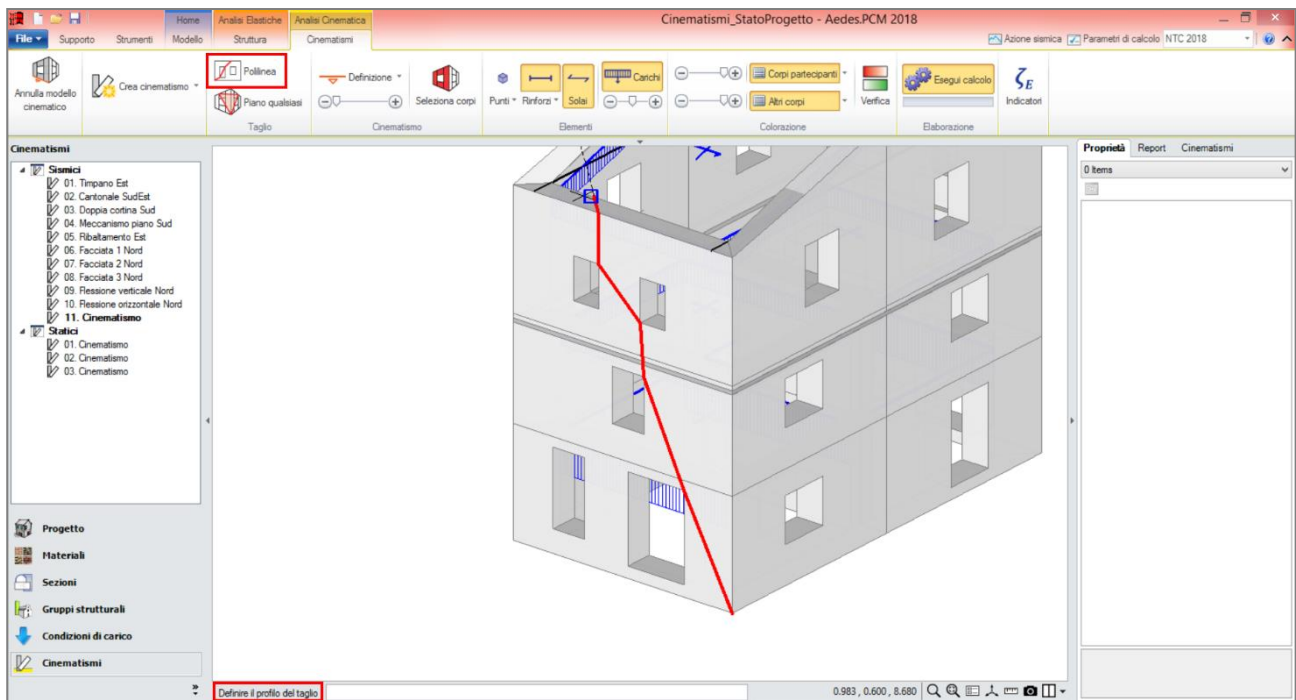 Cinematismi_StatoProgetto - Aedes.PCM 2018
Home
Analisi Elastiche
Analisi Cinematica
File
Supporto
Strumenti
Modello
Struttura
Cinematismi
Azione sismica
Parametri di calcolo
NTC 2018
Annulla modello
cinematico
Crea cinematismo
Polilinea
Piano qualsiasi
Taglio
Definizione
Seleziona corpi
Cinematismo
Punti
Rinforzi
Solai
Carichi
Elementi
Corpi partecipanti
Altri corpi
Verifica
Colorazione
Esegui calcolo
Elaborazione
ζE
Indicatori
Cinematismi
Sismici
01. Timpano Est
02. Cantonale SudEst
03. Doppia cortina Sud
04. Meccanismo piano Sud
05. Ribaltamento Est
06. Facciata 1 Nord
07. Facciata 2 Nord
08. Facciata 3 Nord
09. Flessione verticale Nord
10. Flessione orizzontale Nord
11. Cinematismo
Statici
01. Cinematismo
02. Cinematismo
03. Cinematismo
Progetto
Materiali
Sezioni
Gruppi strutturali
Condizioni di carico
Cinematismi
Proprietà
Report
Cinematismi
0 Items
Definire il profilo del taglio
0.983 , 0.600 , 8.680